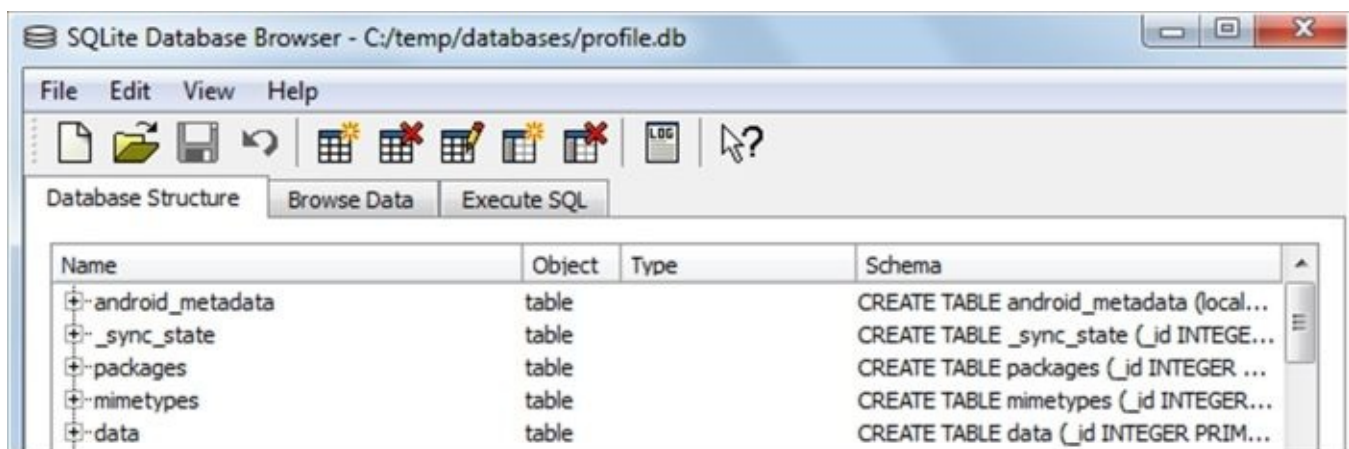 SQLite Database Browser - C:/temp/databases/profile.db
File Edit View Help
LOG
Database Structure Browse Data Execute SQL
Name Object Type Schema
android_metadata table CREATE TABLE android_metadata (local...
_sync_state table CREATE TABLE _sync_state (_id INTEGE...
packages table CREATE TABLE packages (_id INTEGER ...
mimetypes table CREATE TABLE mimetypes (_id INTEGER...
data table CREATE TABLE data (_id INTEGER PRIM...